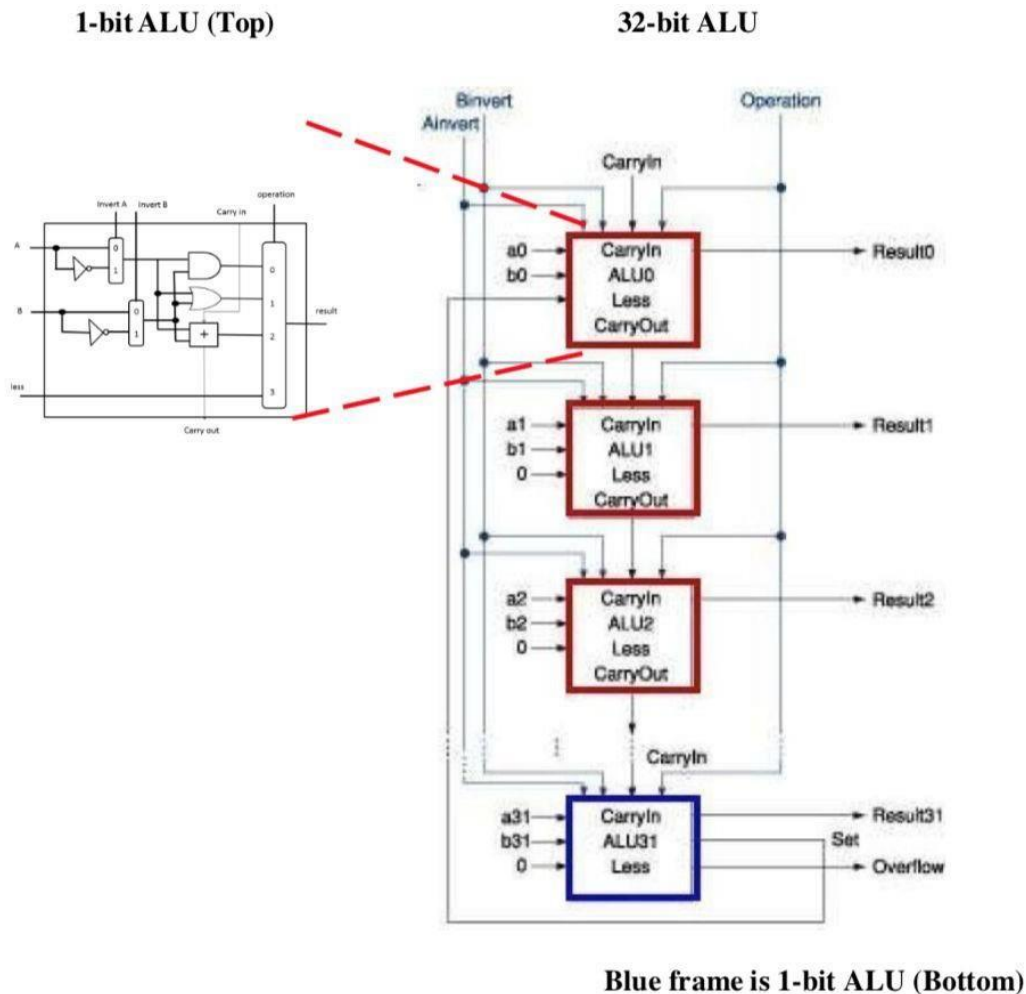 1-bit ALU (Top)
32-bit ALU
Binvert
Ainvert
Operation
CarryIn
operation
Invert A Invert B
Carry in
A
0
1
0
B
0
1
1
+
2
result
less
3
Carry out
a0
b0
CarryIn
ALU0
Less
CarryOut
Result0
a1
b1
0
CarryIn
ALU1
Less
CarryOut
Result1
a2
b2
0
CarryIn
ALU2
Less
CarryOut
Result2
CarryIn
a31
b31
0
CarryIn
ALU31
Less
Result31
Set
Overflow
Blue frame is 1-bit ALU (Bottom)